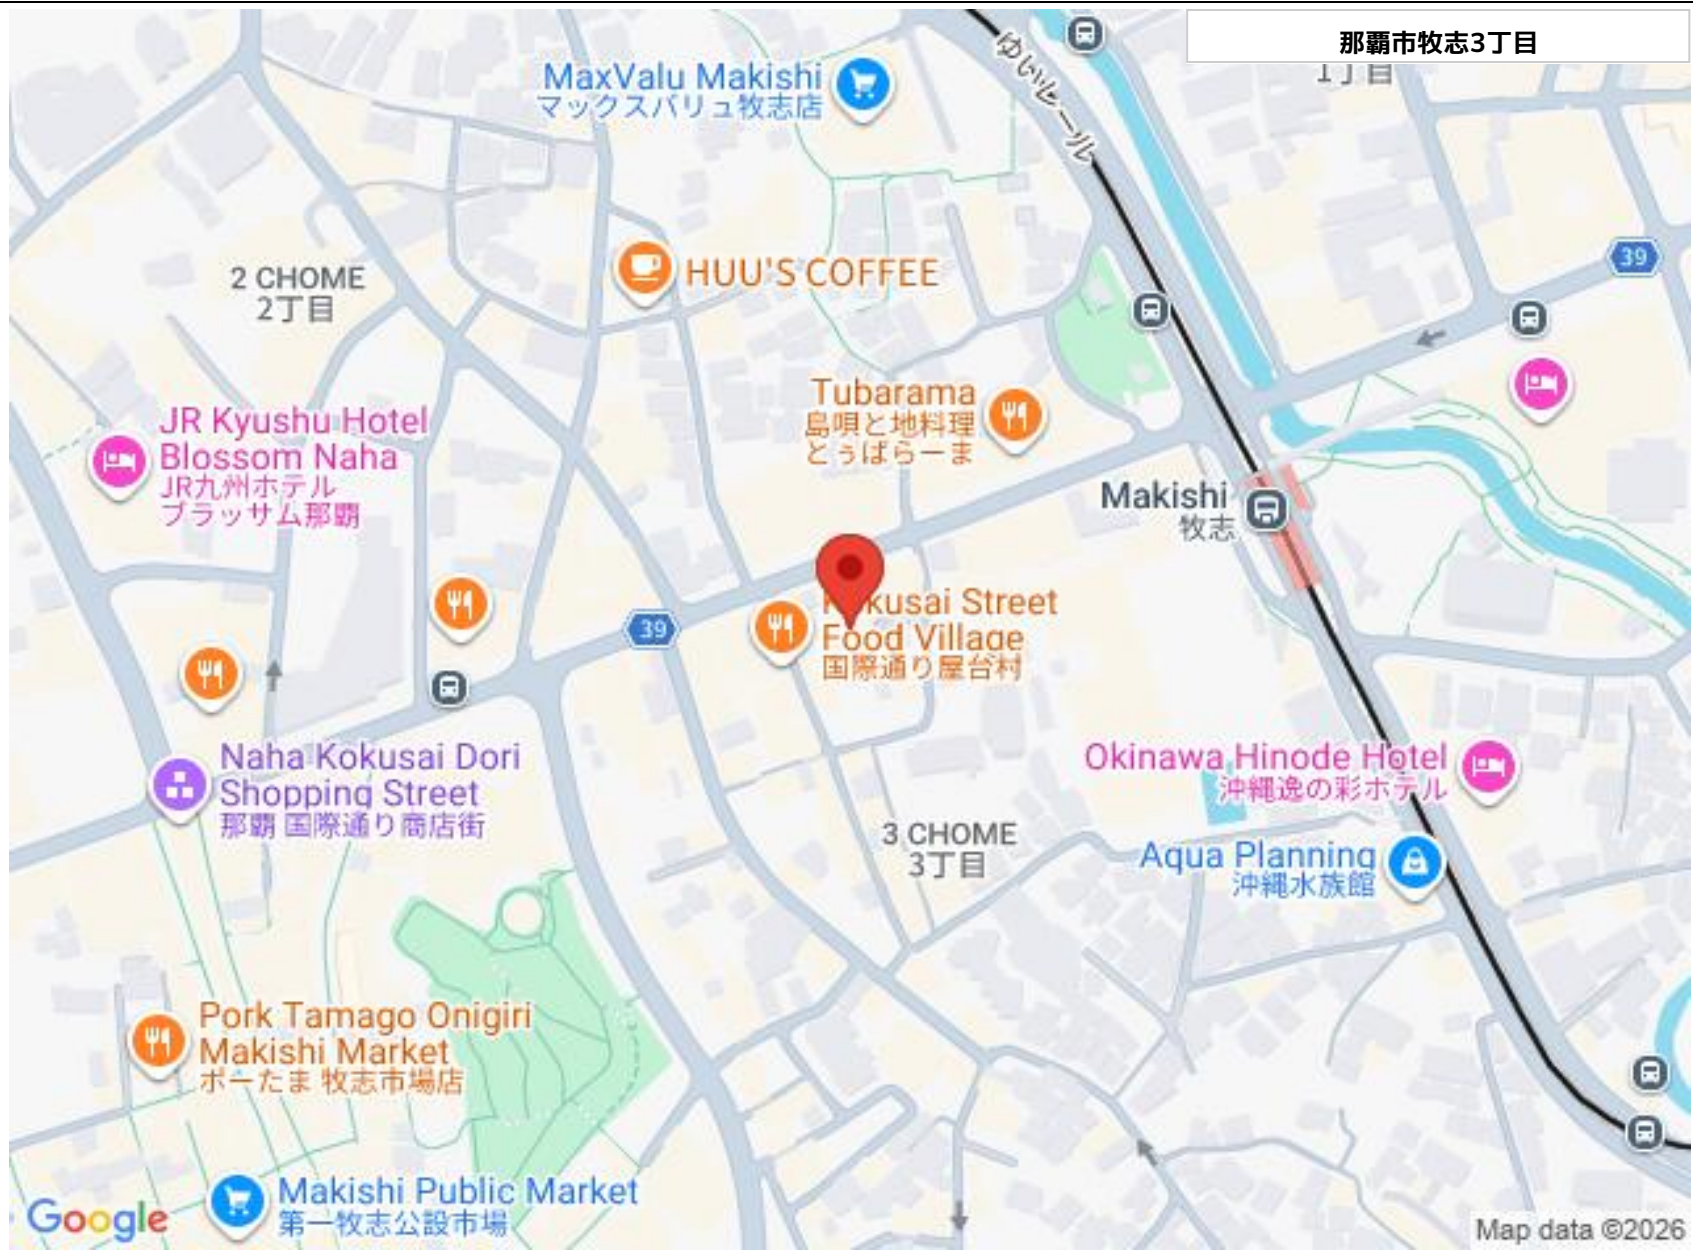 那覇市牧志3丁目
1丁目
ゆいレール
MaxValu Makishi
マックスバリュ牧志店
39
HUU'S COFFEE
2 CHOME
2丁目
Tubarama
島唄と地料理
とぅばらーま
JR Kyushu Hotel
Blossom Naha
JR九州ホテル
ブラッサム那覇
Makishi
牧志
Kokusai Street
Food Village
国際通り屋台村
39
Naha Kokusai Dori
Shopping Street
那覇 国際通り商店街
Okinawa Hinode Hotel
沖縄逸の彩ホテル
3 CHOME
3丁目
Aqua Planning
沖縄水族館
Pork Tamago Onigiri
Makishi Market
ポーたま 牧志市場店
Makishi Public Market
第一牧志公設市場
Google
Map data ©2026